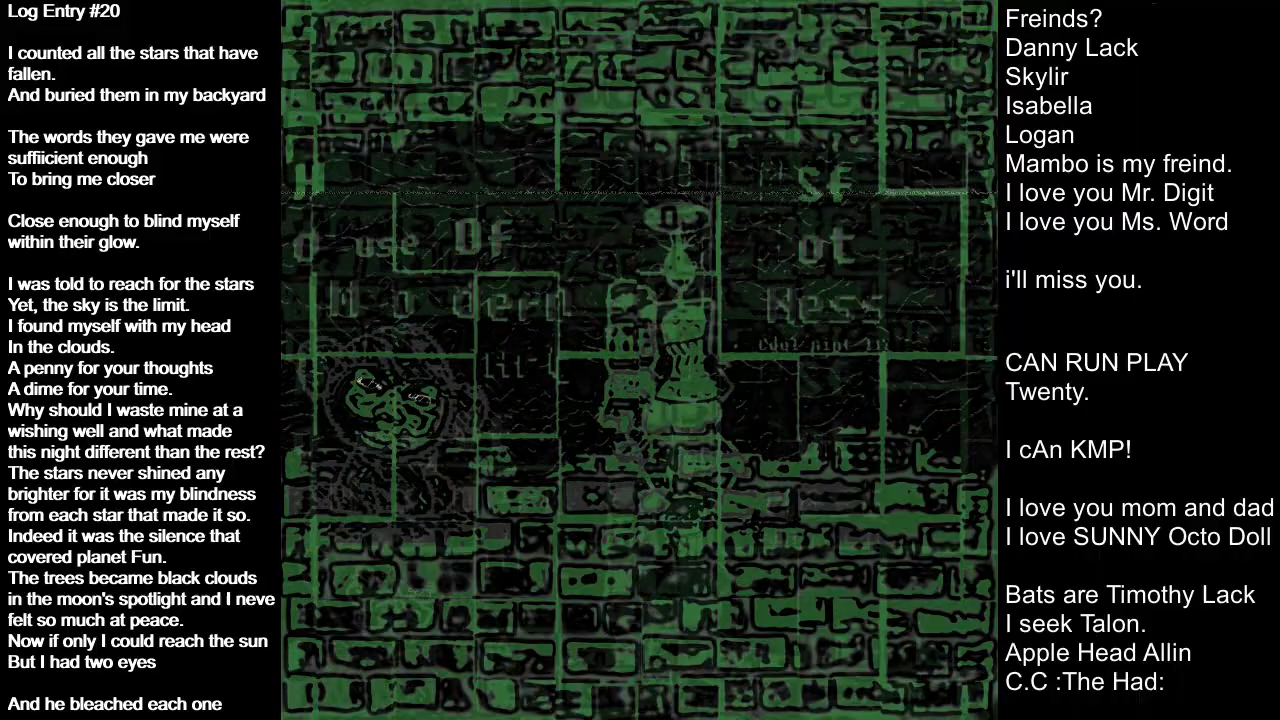 Log Entry #20
I counted all the stars that have
fallen.
And buried them in my backyard
The words they gave me were
suffiicient enough
To bring me closer
Close enough to blind myself
within their glow.
I was told to reach for the stars
Yet, the sky is the limit.
I found myself with my head
In the clouds.
A penny for your thoughts
A dime for your time.
Why should I waste mine at a
wishing well and what made
this night different than the rest?
The stars never shined any
brighter for it was my blindness
from each star that made it so.
Indeed it was the silence that
covered planet Fun.
The trees became black clouds
in the moon's spotlight and I neve
felt so much at peace.
Now if only I could reach the sun
But I had two eyes
And he bleached each one
H
sf
o use Of
ot
M o dern
Ness
Freinds?
Danny Lack
Skylir
Isabella
Logan
Mambo is my freind.
I love you Mr. Digit
I love you Ms. Word
i'll miss you.
CAN RUN PLAY
Twenty.
I cAn KMP!
I love you mom and dad
I love SUNNY Octo Doll
Bats are Timothy Lack
I seek Talon.
Apple Head Allin
C.C :The Had: